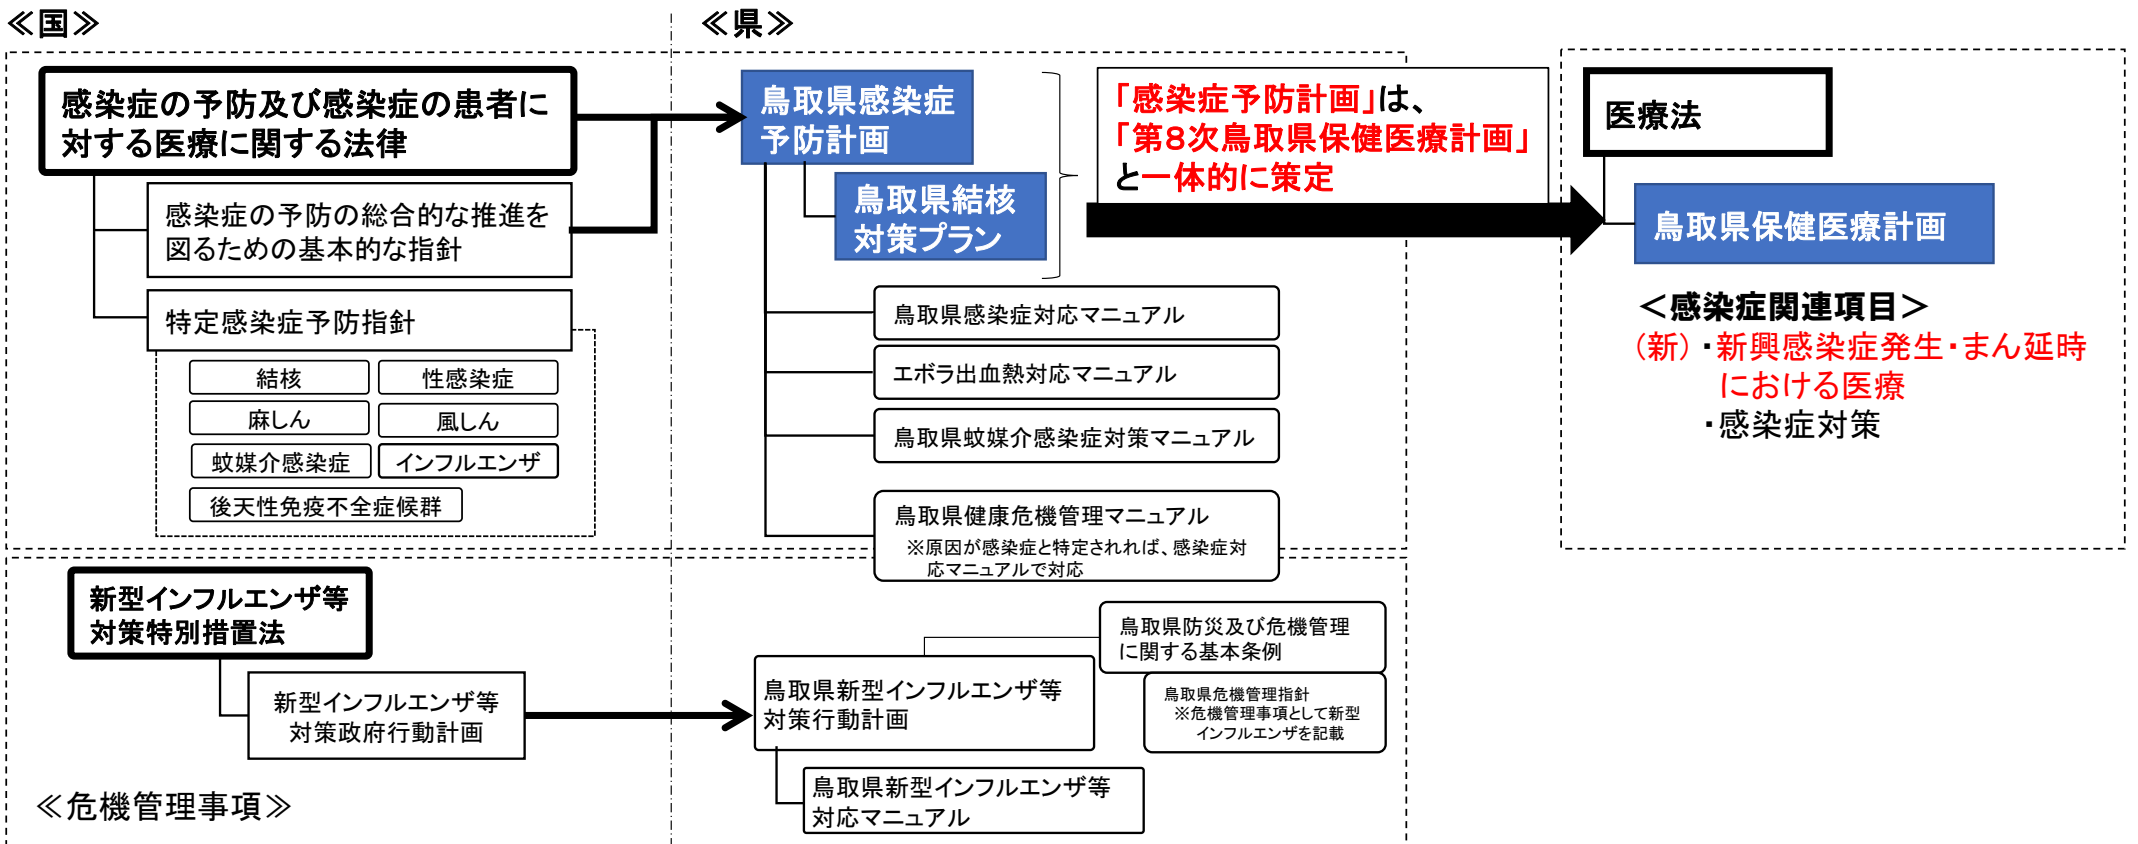 ≪国≫
≪県≫
感染症の予防及び感染症の患者に
対する医療に関する法律
感染症の予防の総合的な推進を
図るための基本的な指針
特定感染症予防指針
結核
性感染症
麻しん
風しん
蚊媒介感染症
インフルエンザ
後天性免疫不全症候群
鳥取県感染症
予防計画
鳥取県結核
対策プラン
「感染症予防計画」は、
「第8次鳥取県保健医療計画」
と一体的に策定
鳥取県感染症対応マニュアル
エボラ出血熱対応マニュアル
鳥取県蚊媒介感染症対策マニュアル
鳥取県健康危機管理マニュアル
※原因が感染症と特定されれば、感染症対
応マニュアルで対応
医療法
鳥取県保健医療計画
＜感染症関連項目＞
(新)・新興感染症発生・まん延時
における医療
・感染症対策
新型インフルエンザ等
対策特別措置法
新型インフルエンザ等
対策政府行動計画
≪危機管理事項≫
鳥取県新型インフルエンザ等
対策行動計画
鳥取県新型インフルエンザ等
対応マニュアル
鳥取県防災及び危機管理
に関する基本条例
鳥取県危機管理指針
※危機管理事項として新型
インフルエンザを記載